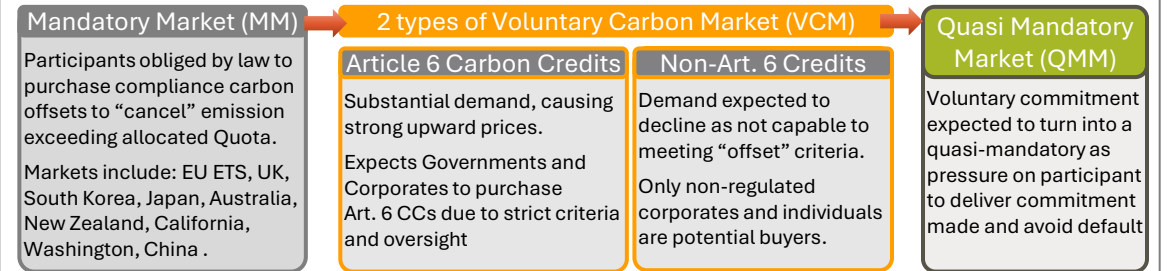 Mandatory Market (MM)
Participants obliged by law to
purchase compliance carbon
offsets to “cancel” emission
exceeding allocated Quota.
Markets include: EU ETS, UK,
South Korea, Japan, Australia,
New Zealand, California,
Washington, China .
2 types of Voluntary Carbon Market (VCM)
Article 6 Carbon Credits
Substantial demand, causing
strong upward prices.
Expects Governments and
Corporates to purchase
Art. 6 CCs due to strict criteria
and oversight
Non-Art. 6 Credits
Demand expected to
decline as not capable to
meeting “offset” criteria.
Only non-regulated
corporates and individuals
are potential buyers.
Quasi Mandatory
Market (QMM)
Voluntary commitment
expected to turn into a
quasi-mandatory as
pressure on participant
to deliver commitment
made and avoid default